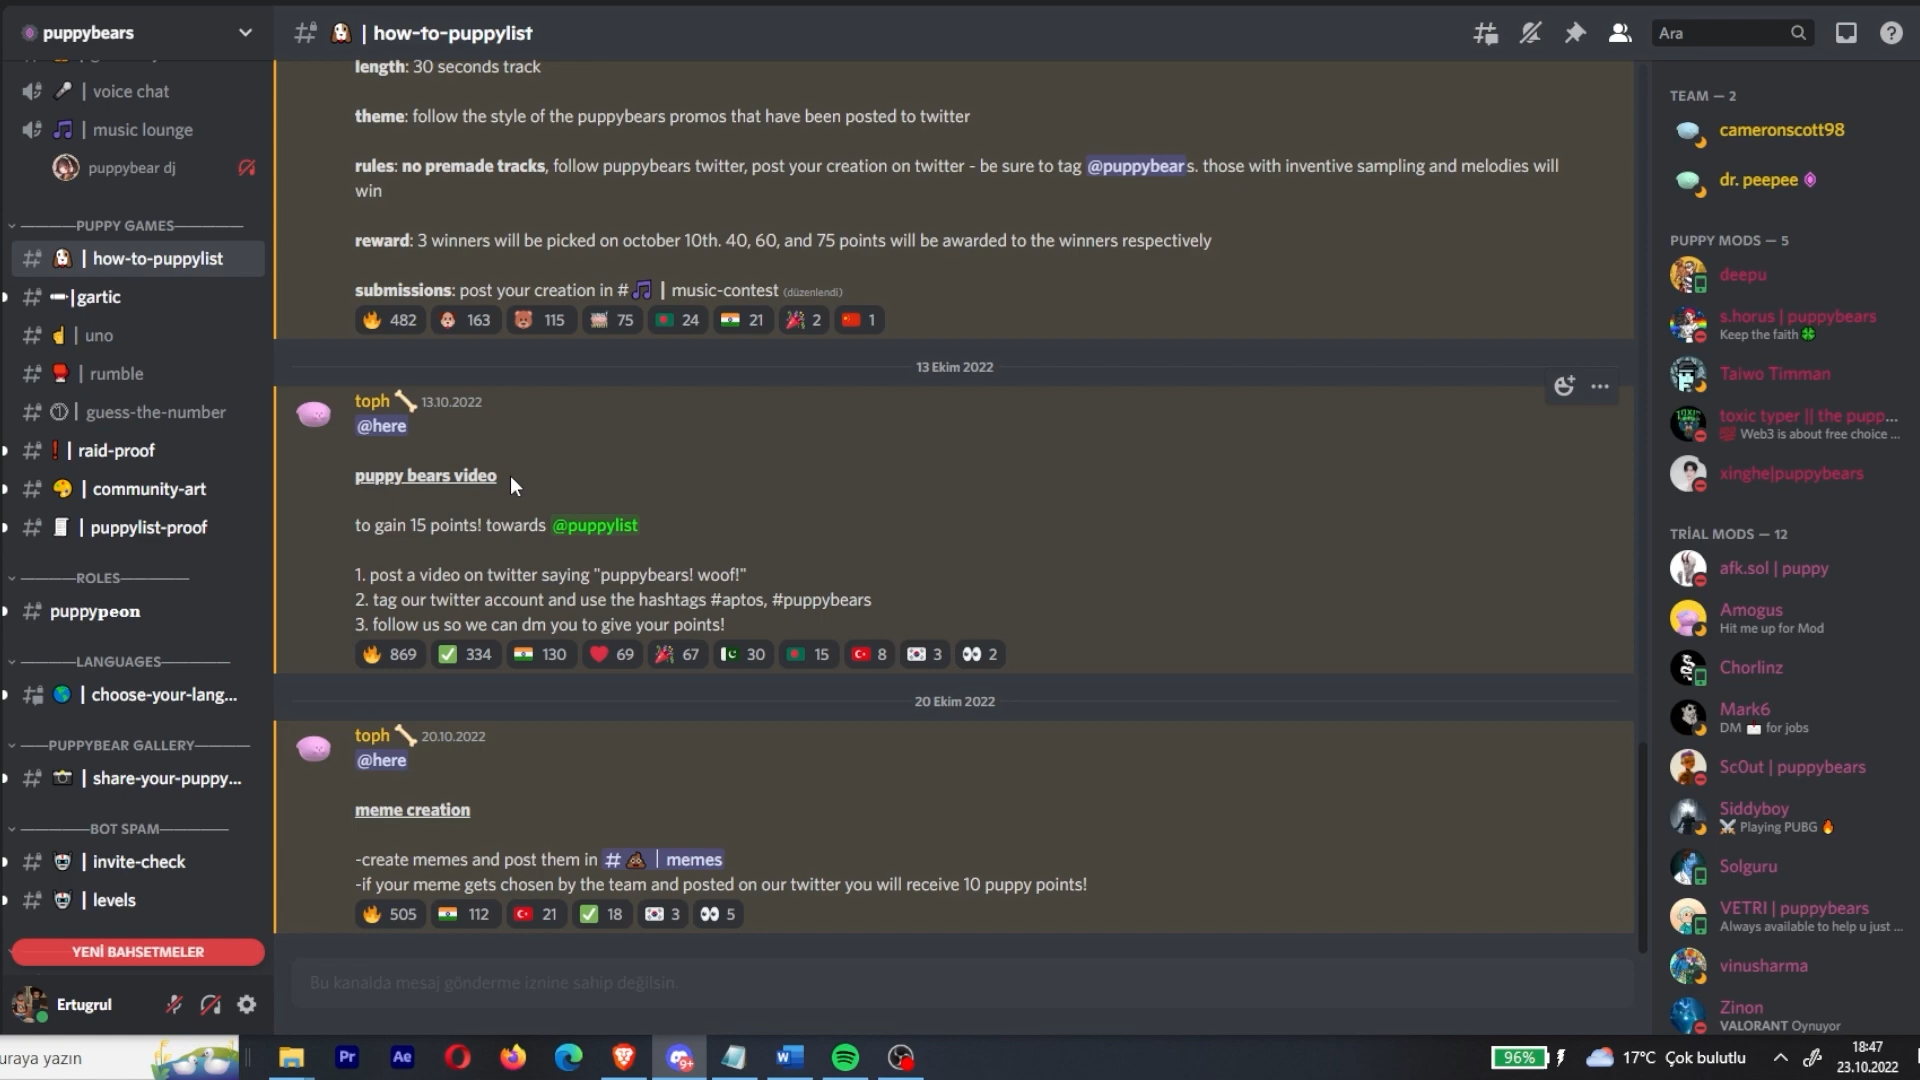 puppybears
| how-to-puppylist
Ara
| voice chat
| music lounge
puppybear dj
PUPPY GAMES
| how-to-puppylist
|gartic
| uno
| rumble
| guess-the-number
| raid-proof
| community-art
| puppylist-proof
ROLES
puppypeon
LANGUAGES
| choose-your-lang...
PUPPYBEAR GALLERY
| share-your-puppy...
BOT SPAM
| invite-check
| levels
YENİ BAHSETMELER
Ertugrul
length: 30 seconds track
theme: follow the style of the puppybears promos that have been posted to twitter
rules: no premade tracks, follow puppybears twitter, post your creation on twitter - be sure to tag @puppybears. those with inventive sampling and melodies will
win
reward: 3 winners will be picked on october 10th. 40, 60, and 75 points will be awarded to the winners respectively
submissions: post your creation in # | music-contest (düzenlendi)
482 163 115 75 24 21 2 1
13 Ekim 2022
toph 13.10.2022
@here
puppy bears video
to gain 15 points! towards @puppylist
1. post a video on twitter saying "puppybears! woof!"
2. tag our twitter account and use the hashtags #aptos, #puppybears
3. follow us so we can dm you to give your points!
869 334 130 69 67 30 15 8 3 2
20 Ekim 2022
toph 20.10.2022
@here
meme creation
-create memes and post them in # | memes
-if your meme gets chosen by the team and posted on our twitter you will receive 10 puppy points!
505 112 21 18 3 5
Bu kanalda mesaj gönderme iznine sahip değilsin.
TEAM — 2
cameronscott98
dr. peepee
PUPPY MODS — 5
deepu
s.horus | puppybears
Keep the faith
Taiwo Timman
toxic typer || the pupp...
Web3 is about free choice ...
xinghe|puppybears
TRİAL MODS — 12
afk.sol | puppy
Amogus
Hit me up for Mod
Chorlinz
Mark6
DM for jobs
Sc0ut | puppybears
Siddyboy
Playing PUBG
Solguru
VETRI | puppybears
Always available to help u just ...
vinusharma
Zinon
VALORANT Oynuyor
uraya yazın
Pr
Ae
9+
96%
17°C Çok bulutlu
18:47
23.10.2022